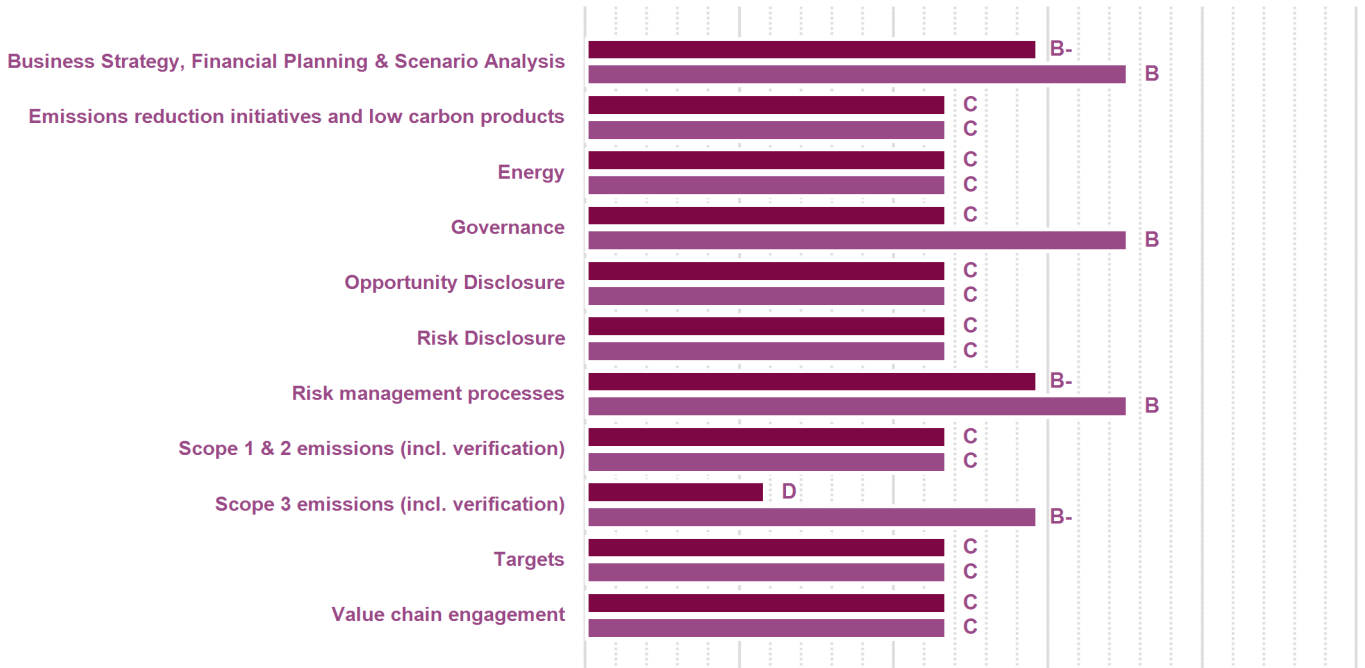 B-
Business Strategy, Financial Planning & Scenario Analysis
B
C
Emissions reduction initiatives and low carbon products
C
C
Energy
C
C
Governance
B
C
Opportunity Disclosure
C
C
Risk Disclosure
C
B-
Risk management processes
B
C
Scope 1 & 2 emissions (incl. verification)
C
D
Scope 3 emissions (incl. verification)
B-
C
Targets
C
C
Value chain engagement
C